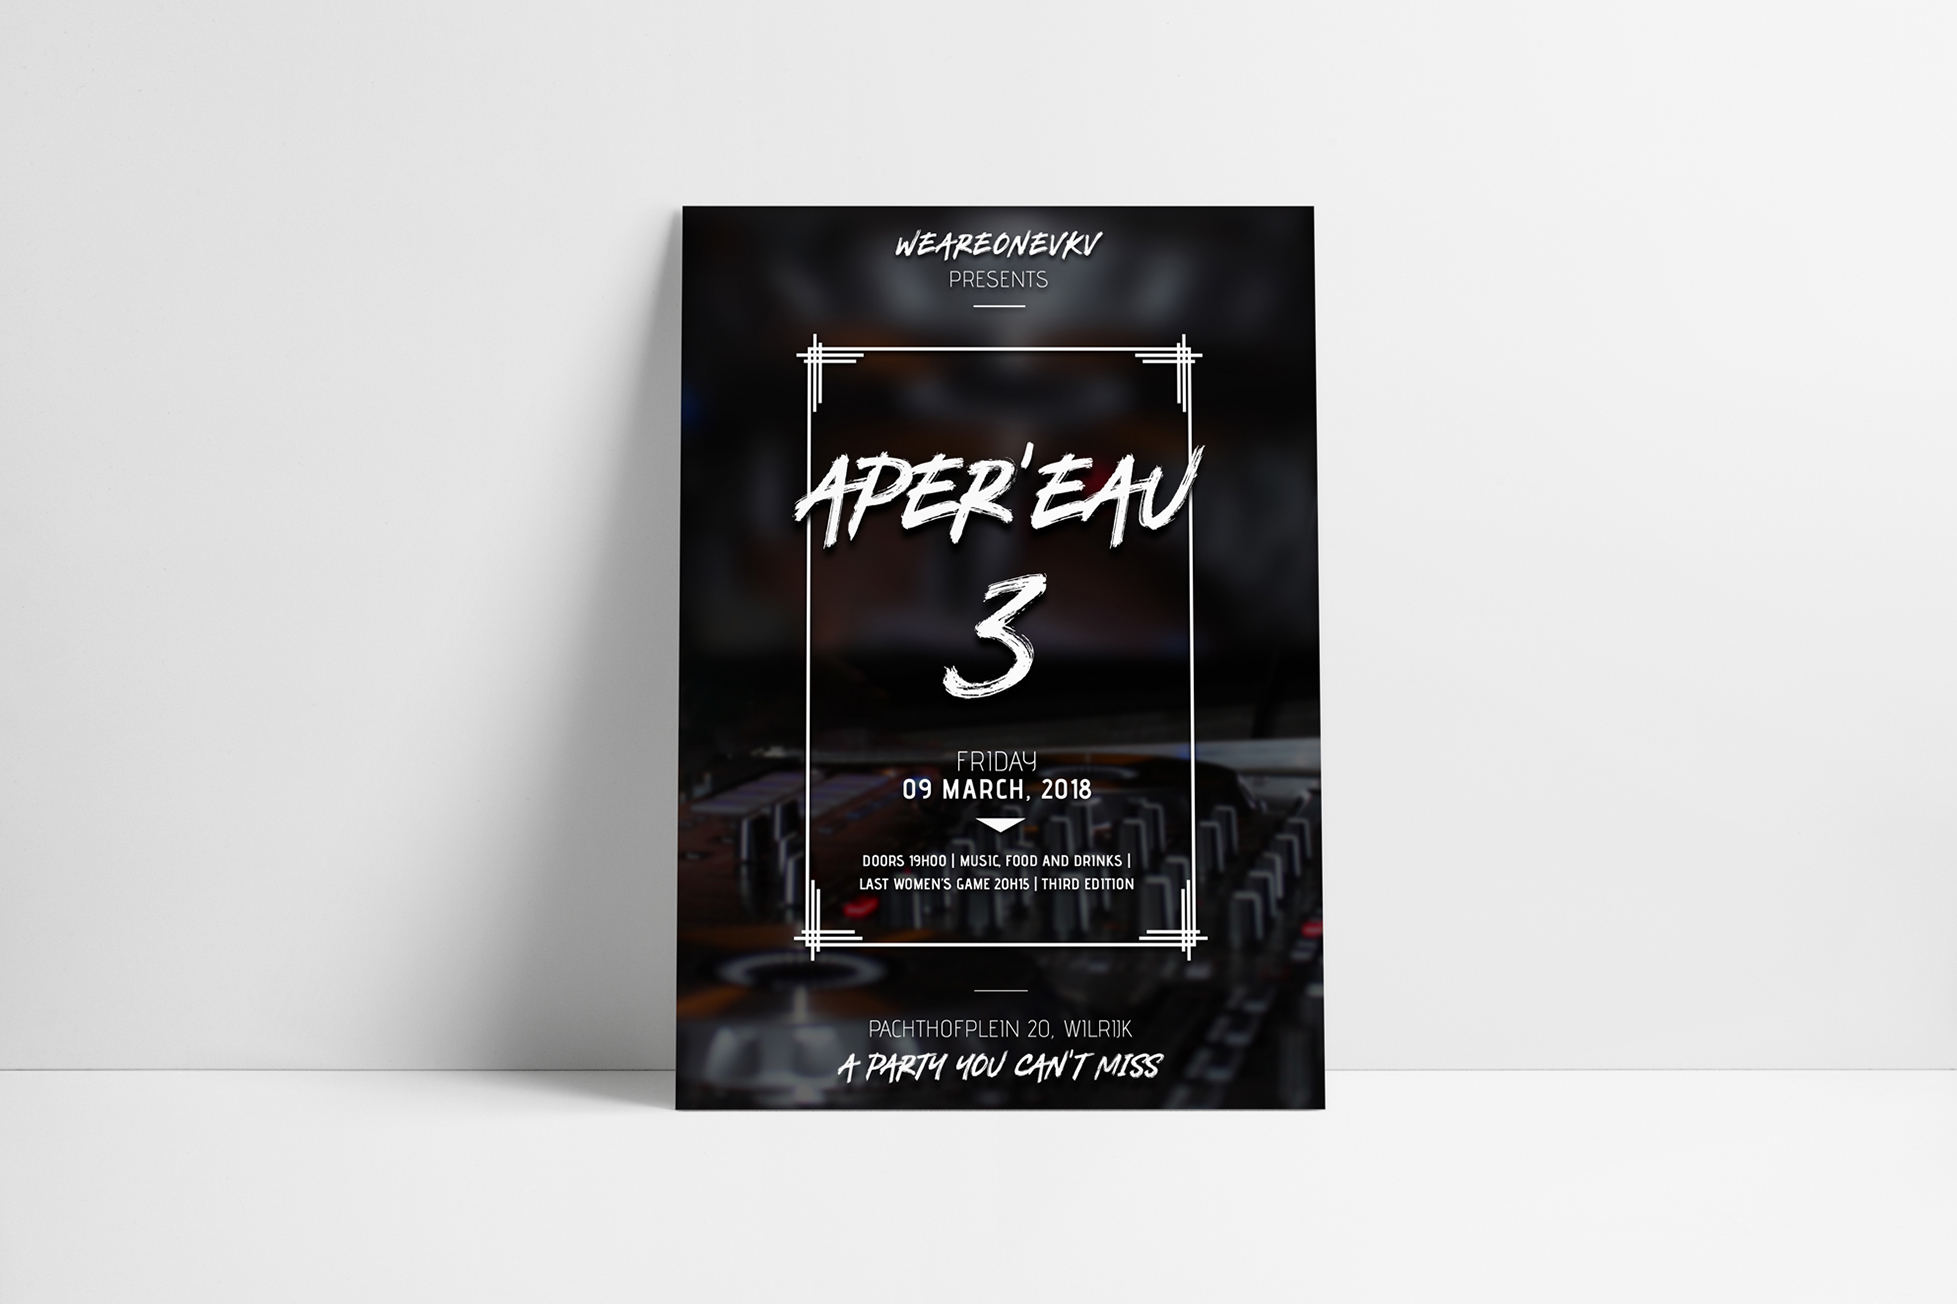 WEAREONEVKV
PRESENTS
APER'EAU
3
FRIDAY
09 MARCH, 2018
DOORS 19H00 | MUSIC, FOOD AND DRINKS |
LAST WOMEN'S GAME 20H15 | THIRD EDITION
PACHTHOFPLEIN 20, WILRIJK
A PARTY YOU CAN'T MISS